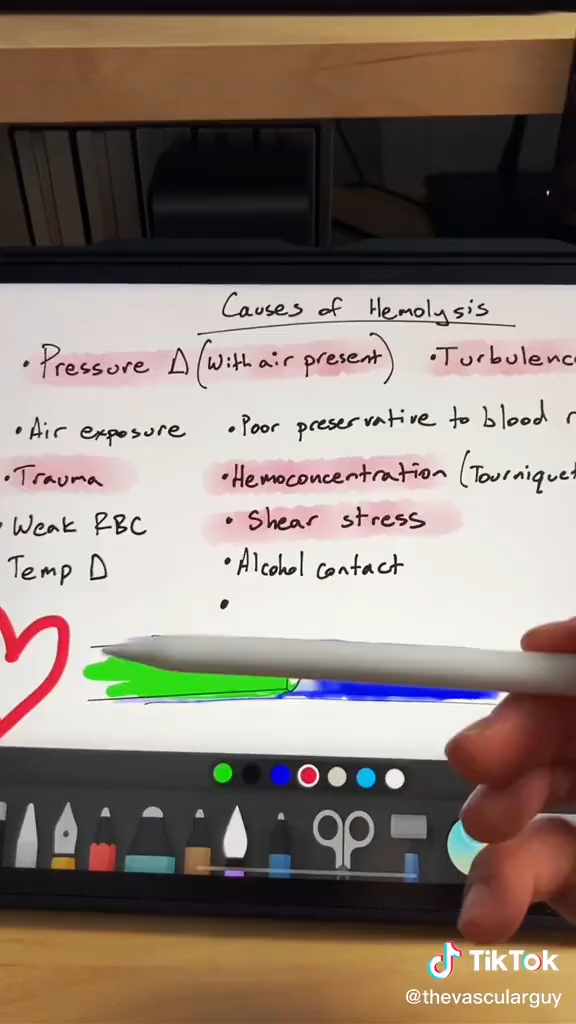 Causes of Hemolysis
• Pressure Δ (with air present) • Turbulenc
• Air exposure • Poor preservative to blood r
• Trauma • Hemoconcentration (Tourniquet
• Weak RBC • Shear stress
Temp Δ • Alcohol contact
•
TikTok
@thevascularguy